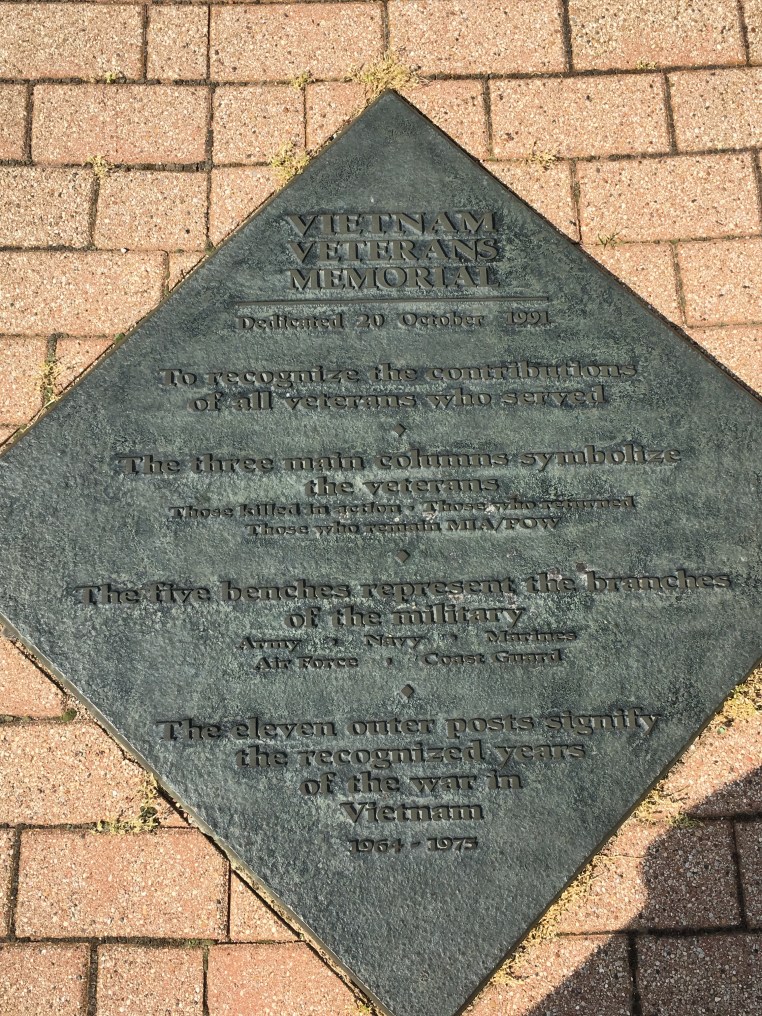 VIETNAM
VETERANS
MEMORIAL
Dedicated 20 October 1991
To recognize the contributions
of all veterans who served
The three main columns symbolize
the veterans
Those killed in action · Those who returned
Those who remain MIA/POW
The five benches represent the branches
of the military
Army · Navy · Marines
Air Force · Coast Guard
The eleven outer posts signify
the recognized years
of the war in
Vietnam
1964 - 1975